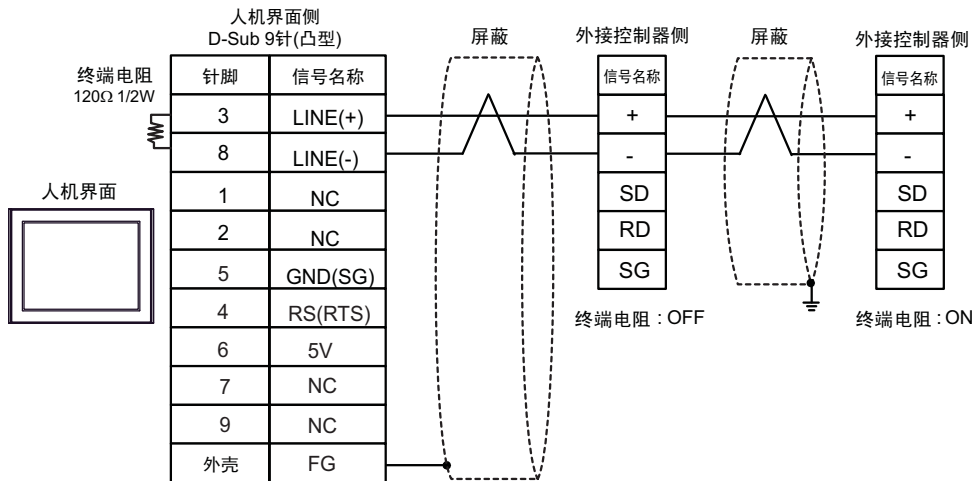 人机界面侧
D-Sub 9针(凸型)
屏蔽
外接控制器侧
屏蔽
外接控制器侧
终端电阻
120Ω 1/2W
人机界面
针脚 信号名称
3 LINE(+)
8 LINE(-)
1 NC
2 NC
5 GND(SG)
4 RS(RTS)
6 5V
7 NC
9 NC
外壳 FG
信号名称
+
-
SD
RD
SG
终端电阻：OFF
信号名称
+
-
SD
RD
SG
终端电阻：ON